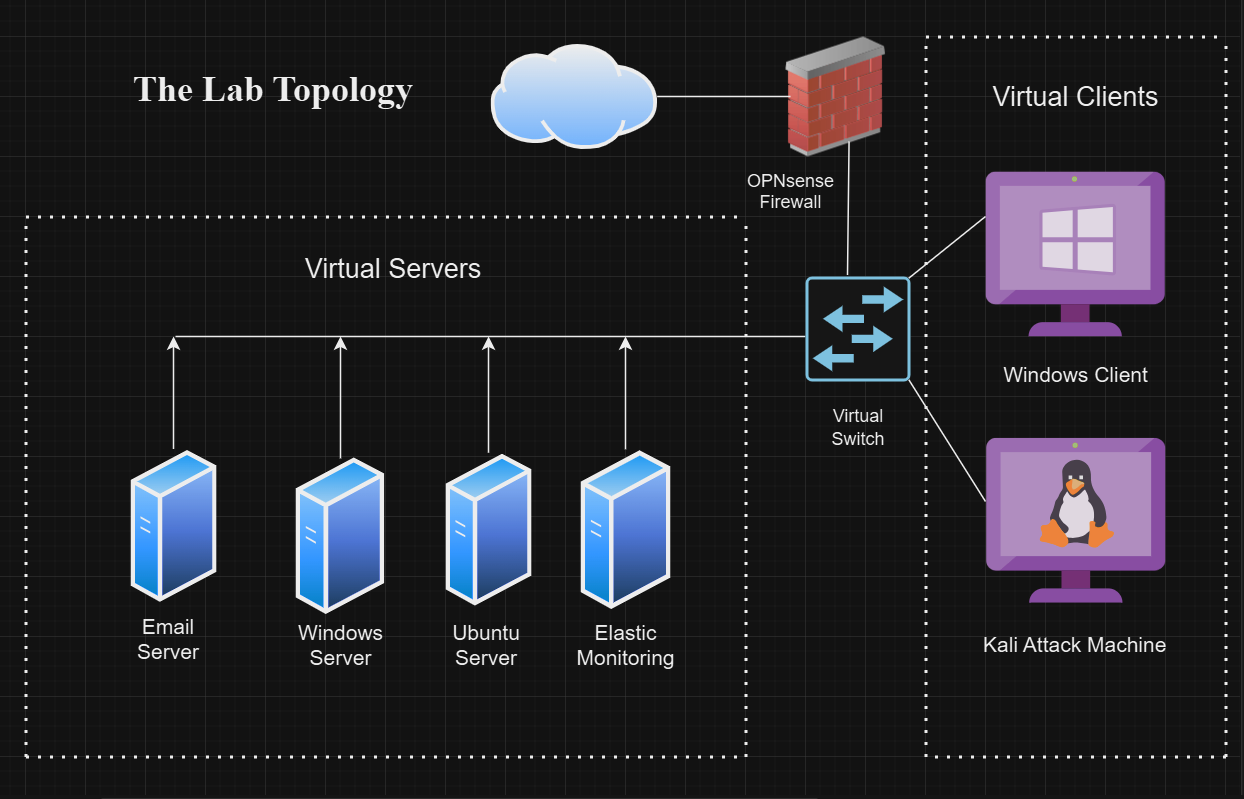 The Lab Topology
Virtual Clients
OPNsense
Firewall
Virtual Servers
Windows Client
Virtual
Switch
Email
Server
Windows
Server
Ubuntu
Server
Elastic
Monitoring
Kali Attack Machine